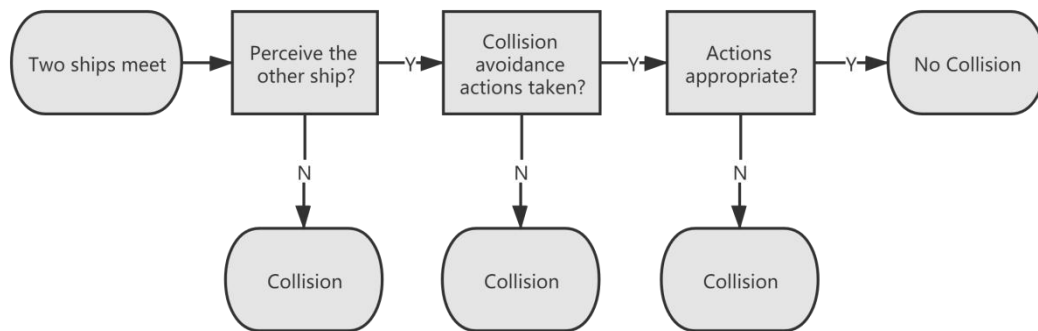 Two ships meet
Perceive the
other ship?
Y
Collision
avoidance
actions taken?
Y
Actions
appropriate?
Y
No Collision
N
N
N
Collision
Collision
Collision